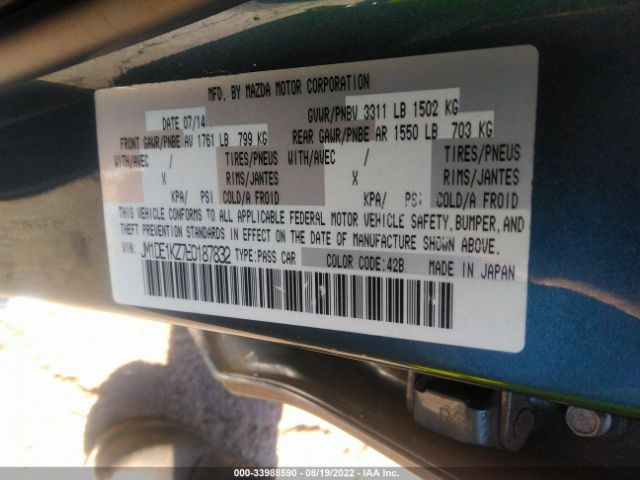 MFD. BY MAZDA MOTOR CORPORATION
DATE 07/14 GVWR/PNBV 3311 LB 1502 KG
FRONT GAWR/PNBE AV 1761 LB 799 KG REAR GAWR/PNBE AR 1550 LB 703 KG
WITH/AVEC / TIRES/PNEUS WITH/AVEC / TIRES/PNEUS
X RIMS/JANTES X RIMS/JANTES
KPA/ PSI COLD/A FROID KPA/ PSI COLD/A FROID
THIS VEHICLE CONFORMS TO ALL APPLICABLE FEDERAL MOTOR VEHICLE SAFETY, BUMPER, AND
THEFT PREVENTION STANDARDS IN EFFECT ON THE DATE OF MANUFACTURE SHOWN ABOVE.
VIN: JM1DE1KZ7E0187832 TYPE: PASS CAR COLOR CODE: 42B MADE IN JAPAN
000-33988590 - 08/19/2022 - IAA Inc.